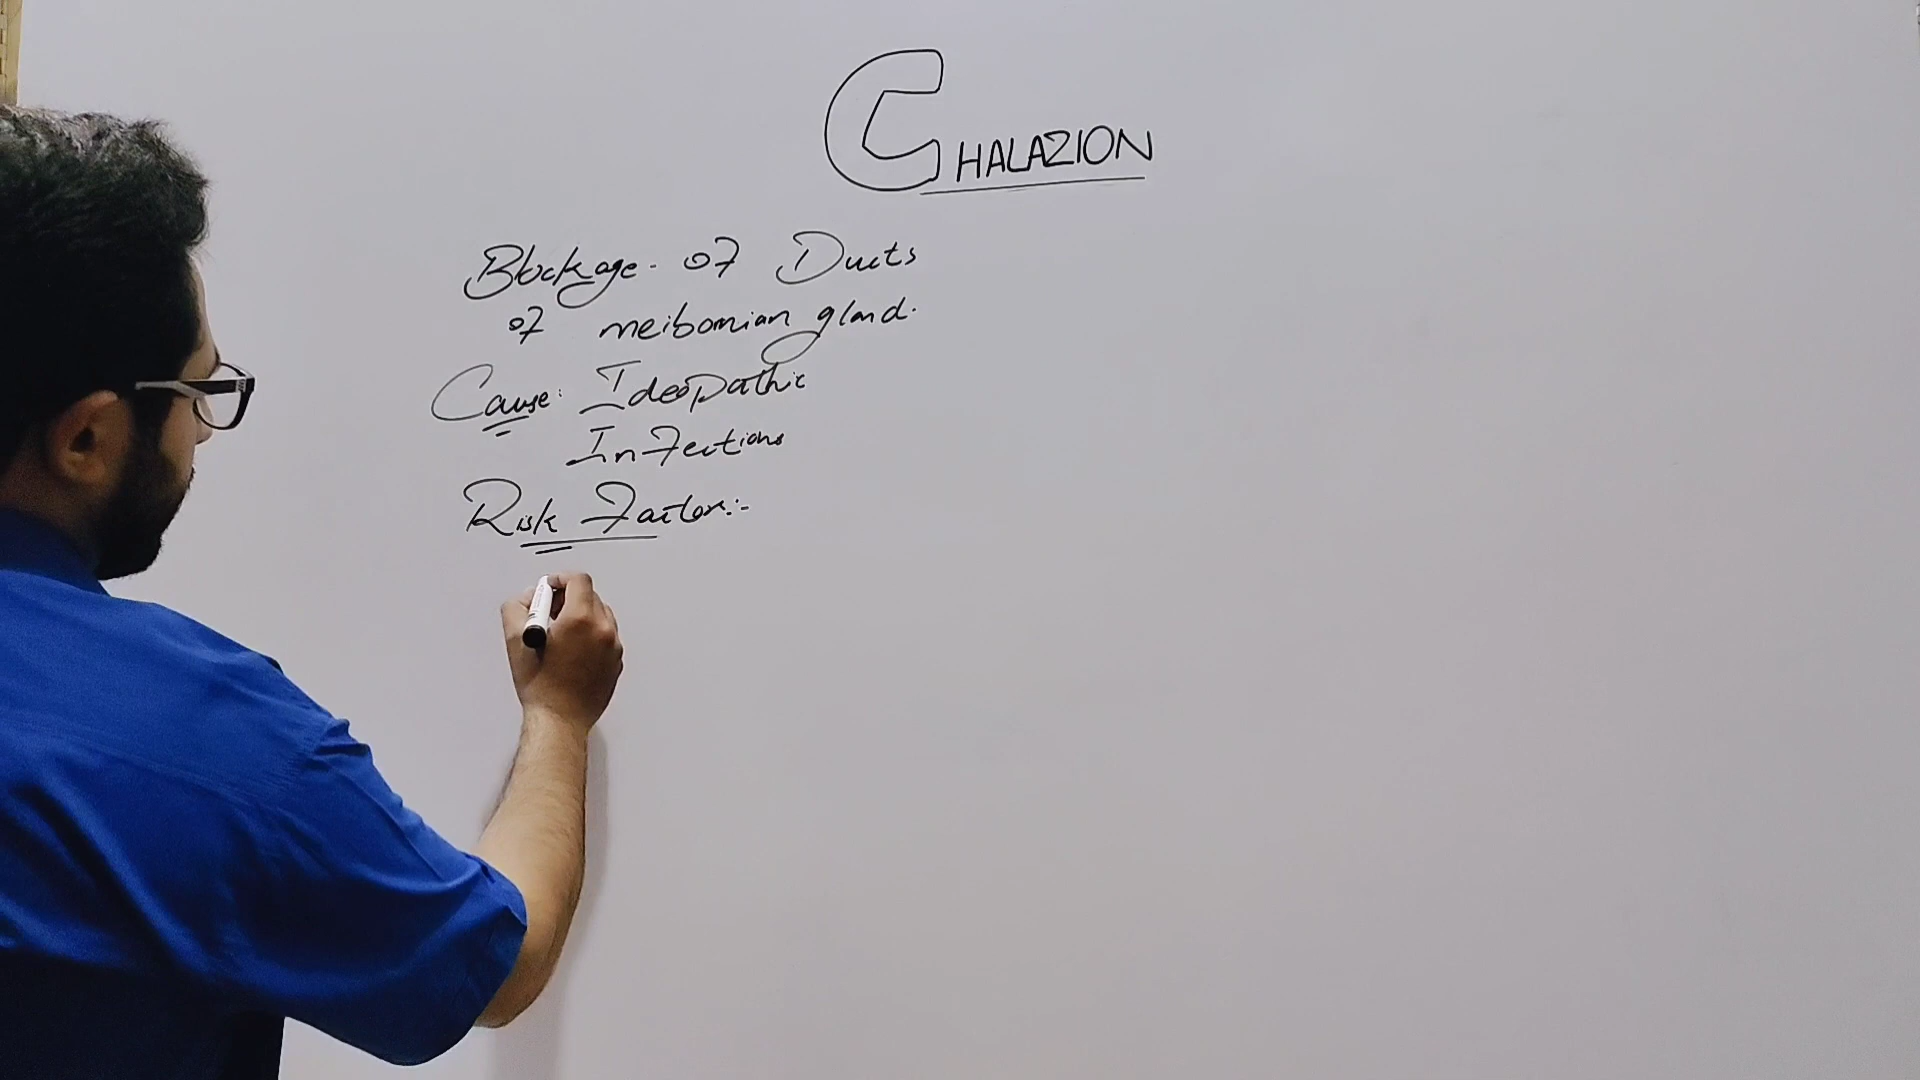 CHALAZION
Blockage of Ducts
of meibomian gland.
Cause: Ideopathic
Infections
Risk Factor:-